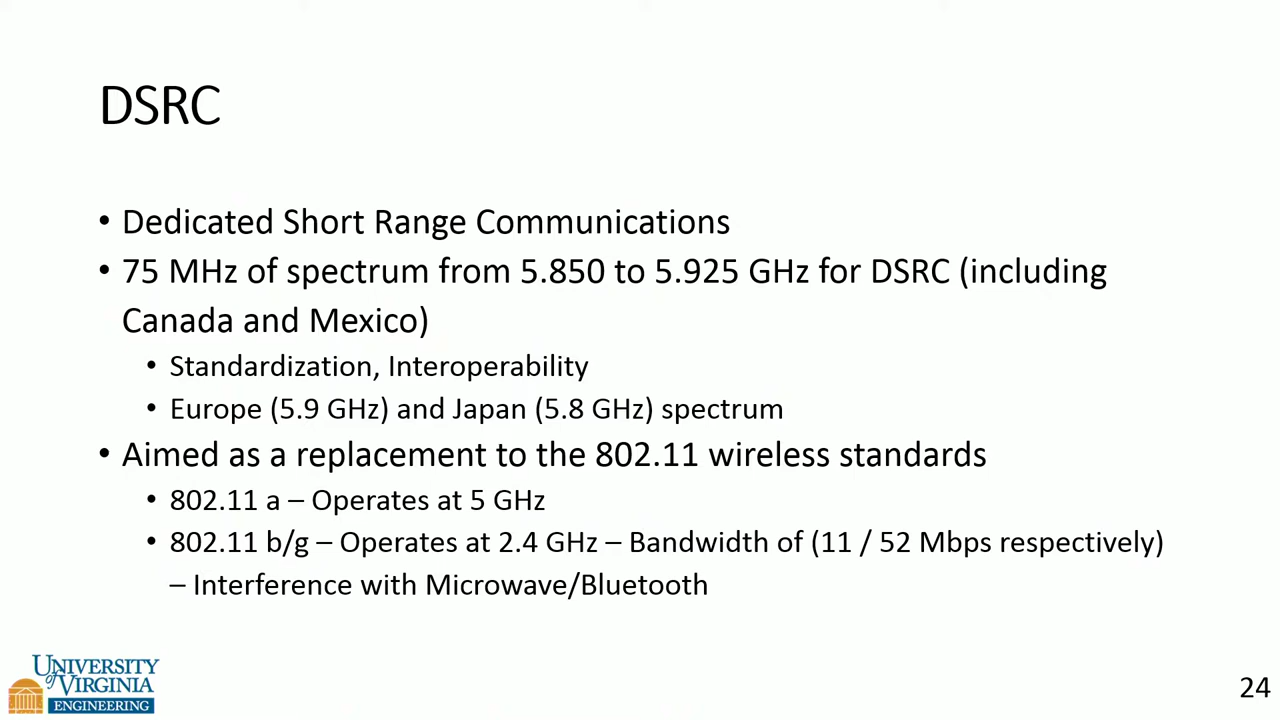 DSRC
• Dedicated Short Range Communications
• 75 MHz of spectrum from 5.850 to 5.925 GHz for DSRC (including
Canada and Mexico)
• Standardization, Interoperability
• Europe (5.9 GHz) and Japan (5.8 GHz) spectrum
• Aimed as a replacement to the 802.11 wireless standards
• 802.11 a – Operates at 5 GHz
• 802.11 b/g – Operates at 2.4 GHz – Bandwidth of (11 / 52 Mbps respectively)
– Interference with Microwave/Bluetooth
UNIVERSITY
of VIRGINIA
ENGINEERING
24